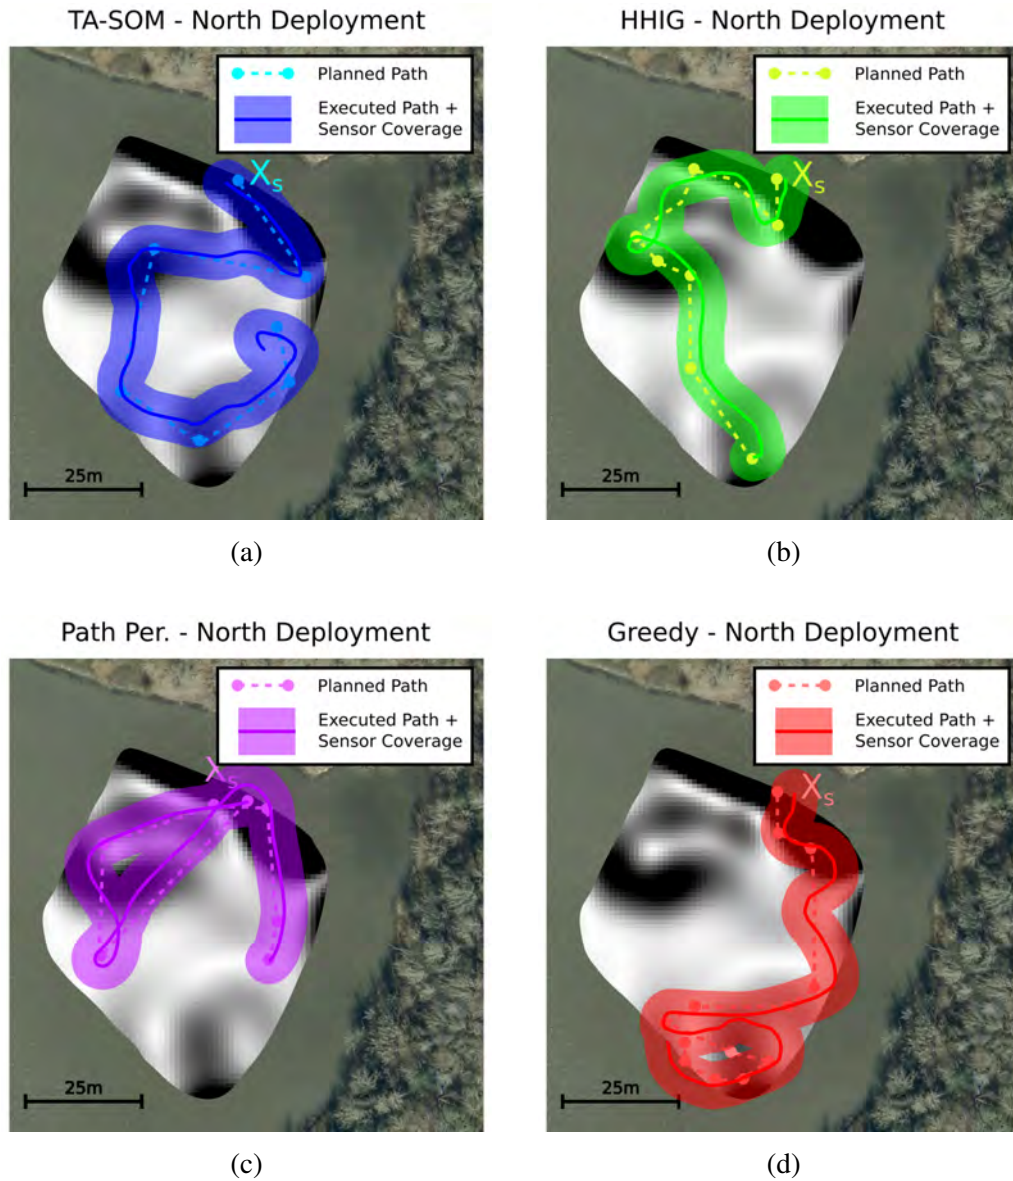 TA-SOM - North Deployment
Planned Path
Executed Path +
Sensor Coverage
Xs
25m
(a)
HHIG - North Deployment
Planned Path
Executed Path +
Sensor Coverage
Xs
25m
(b)
Path Per. - North Deployment
Planned Path
Executed Path +
Sensor Coverage
Xs
25m
(c)
Greedy - North Deployment
Planned Path
Executed Path +
Sensor Coverage
Xs
25m
(d)